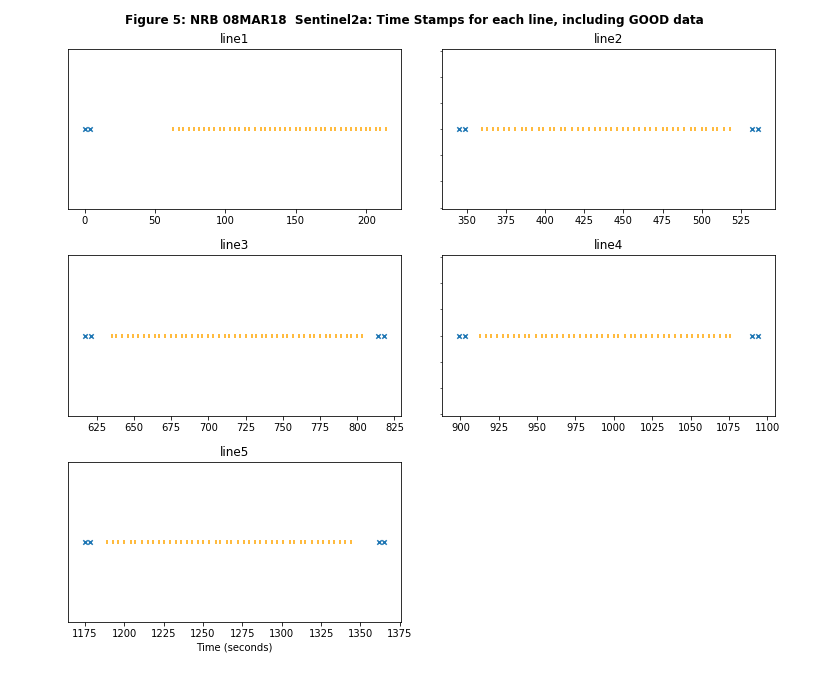 Figure 5: NRB 08MAR18  Sentinel2a: Time Stamps for each line, including GOOD data
line1
line2
0 50 100 150 200
350 375 400 425 450 475 500 525
line3
line4
625 650 675 700 725 750 775 800 825
900 925 950 975 1000 1025 1050 1075 1100
line5
1175 1200 1225 1250 1275 1300 1325 1350 1375
Time (seconds)